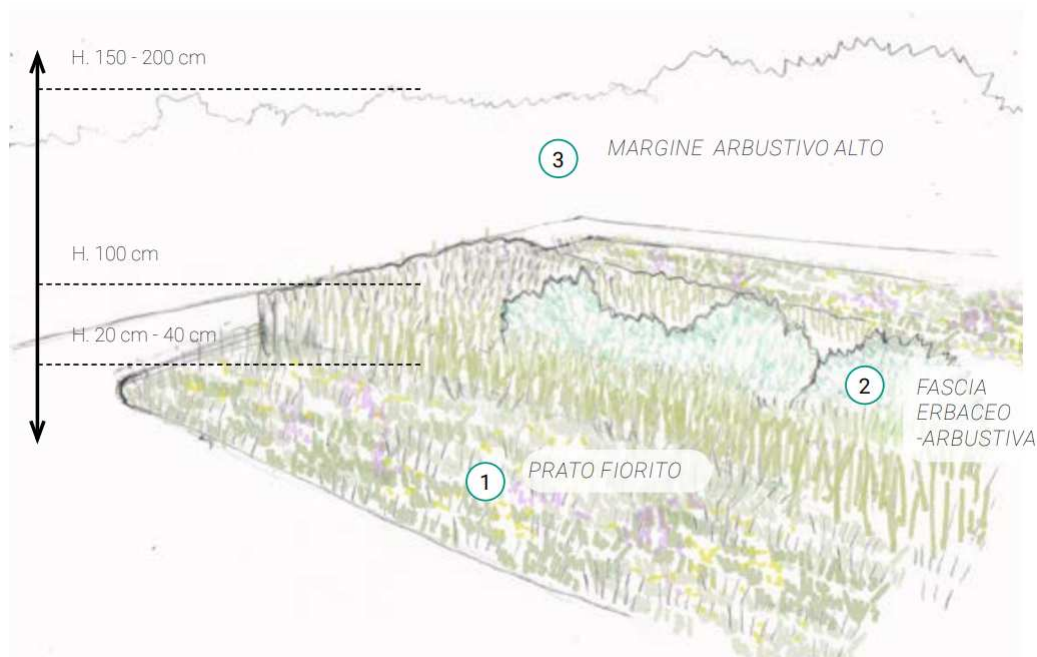 H. 150 - 200 cm
3
MARGINE ARBUSTIVO ALTO
H. 100 cm
H. 20 cm - 40 cm
2
FASCIA
ERBACEO
-ARBUSTIVA
1
PRATO FIORITO